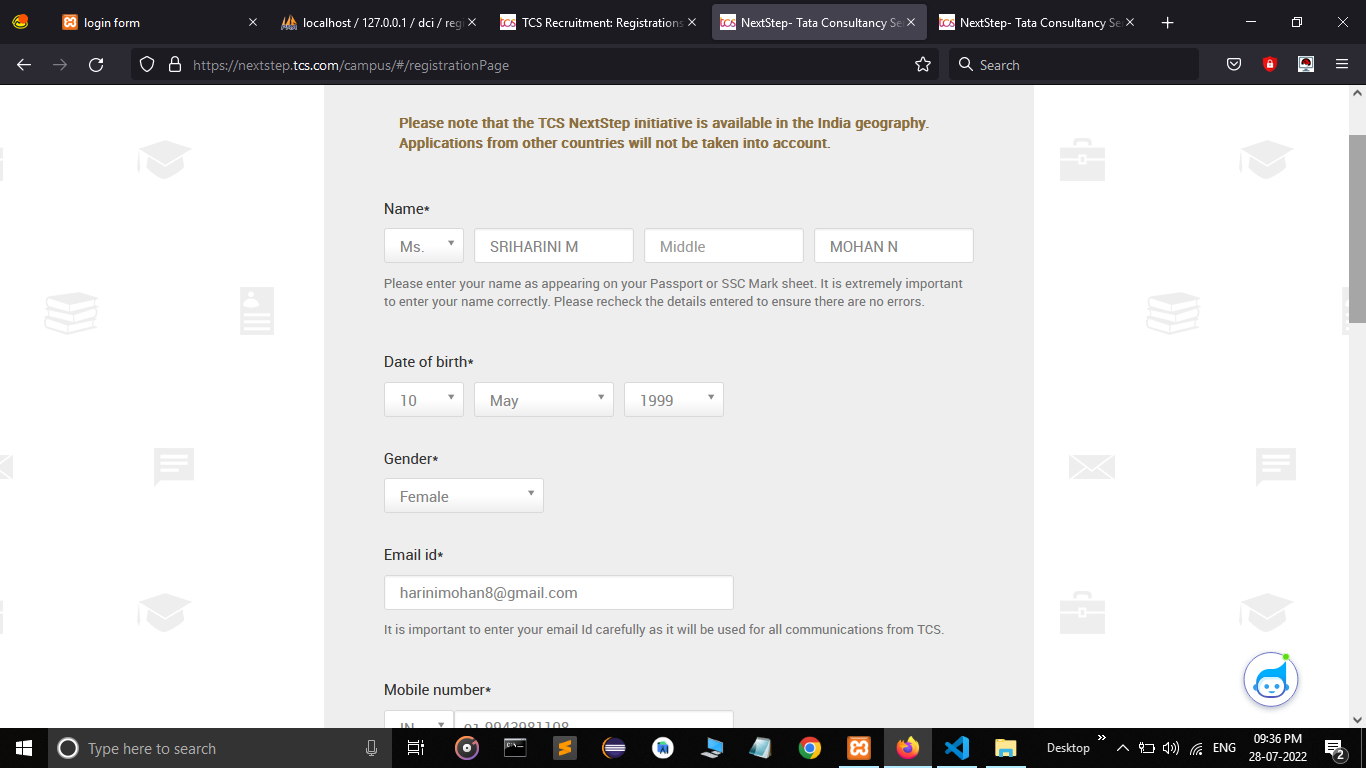 login form
localhost / 127.0.0.1 / dci / regi
TCS Recruitment: Registrations
NextStep- Tata Consultancy Se
NextStep- Tata Consultancy Se
https://nextstep.tcs.com/campus/#/registrationPage
Search
Please note that the TCS NextStep initiative is available in the India geography.
Applications from other countries will not be taken into account.
Name*
Ms. SRIHARINI M Middle MOHAN N
Please enter your name as appearing on your Passport or SSC Mark sheet. It is extremely important
to enter your name correctly. Please recheck the details entered to ensure there are no errors.
Date of birth*
10 May 1999
Gender*
Female
Email id*
harinimohan8@gmail.com
It is important to enter your email Id carefully as it will be used for all communications from TCS.
Mobile number*
IN 91 9943981108
Type here to search
Desktop
ENG
09:36 PM
28-07-2022
2